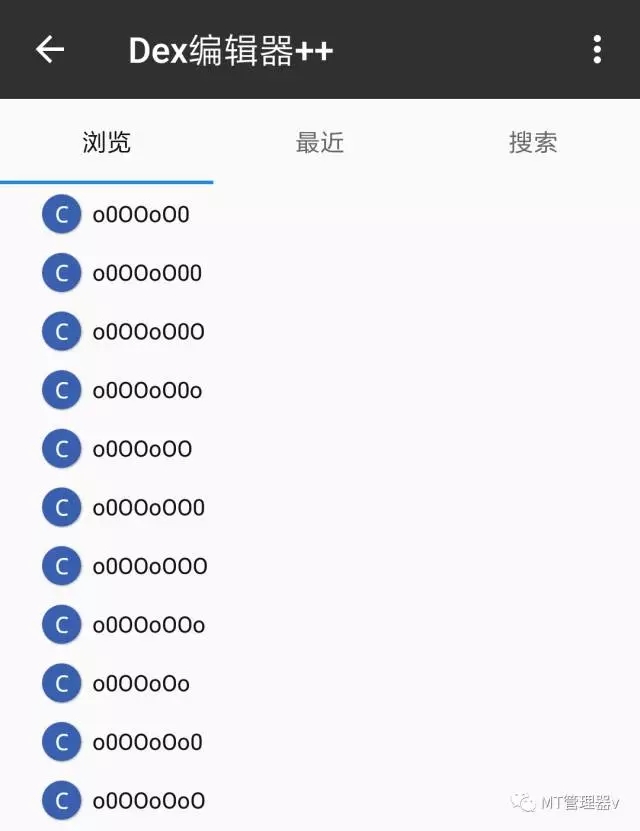 Dex编辑器++
浏览 最近 搜索
C o0OOoO0
C o0OOoO00
C o0OOoO0O
C o0OOoO0o
C o0OOoOO
C o0OOoOO0
C o0OOoOOO
C o0OOoOOo
C o0OOoOo
C o0OOoOo0
C o0OOoOoO
MT管理器v